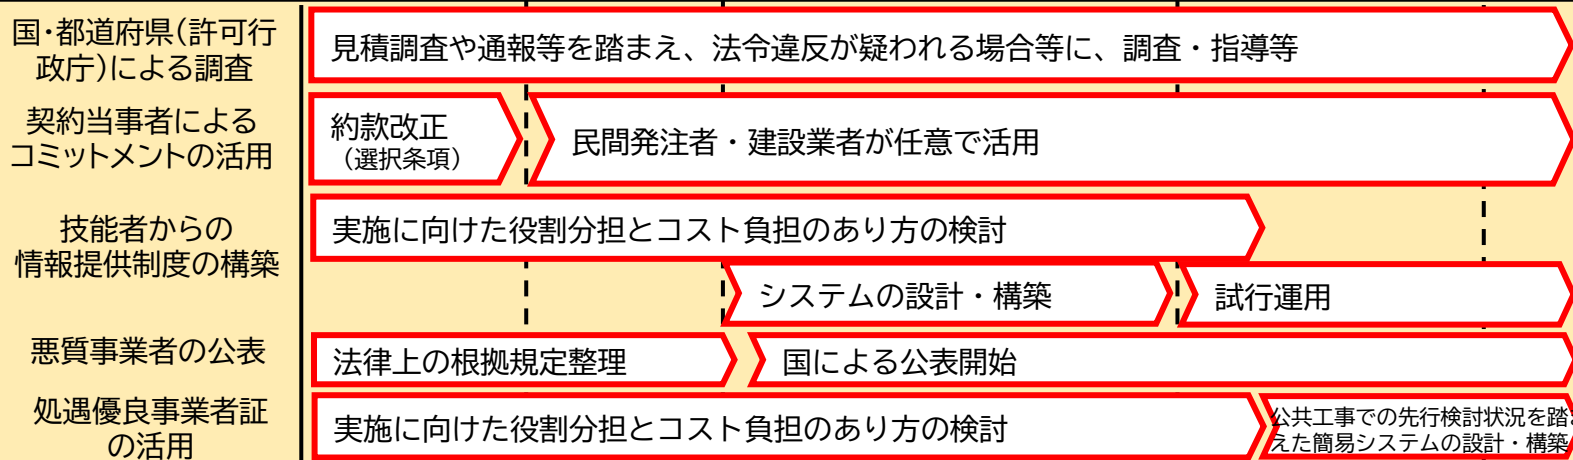 国・都道府県（許可行
政庁）による調査
見積調査や通報等を踏まえ、法令違反が疑われる場合等に、調査・指導等
契約当事者による
コミットメントの活用
約款改正
（選択条項）
民間発注者・建設業者が任意で活用
技能者からの
情報提供制度の構築
実施に向けた役割分担とコスト負担のあり方の検討
システムの設計・構築
試行運用
悪質事業者の公表
法律上の根拠規定整理
国による公表開始
処遇優良事業者証
の活用
実施に向けた役割分担とコスト負担のあり方の検討
公共工事での先行検討状況を踏ま
えた簡易システムの設計・構築